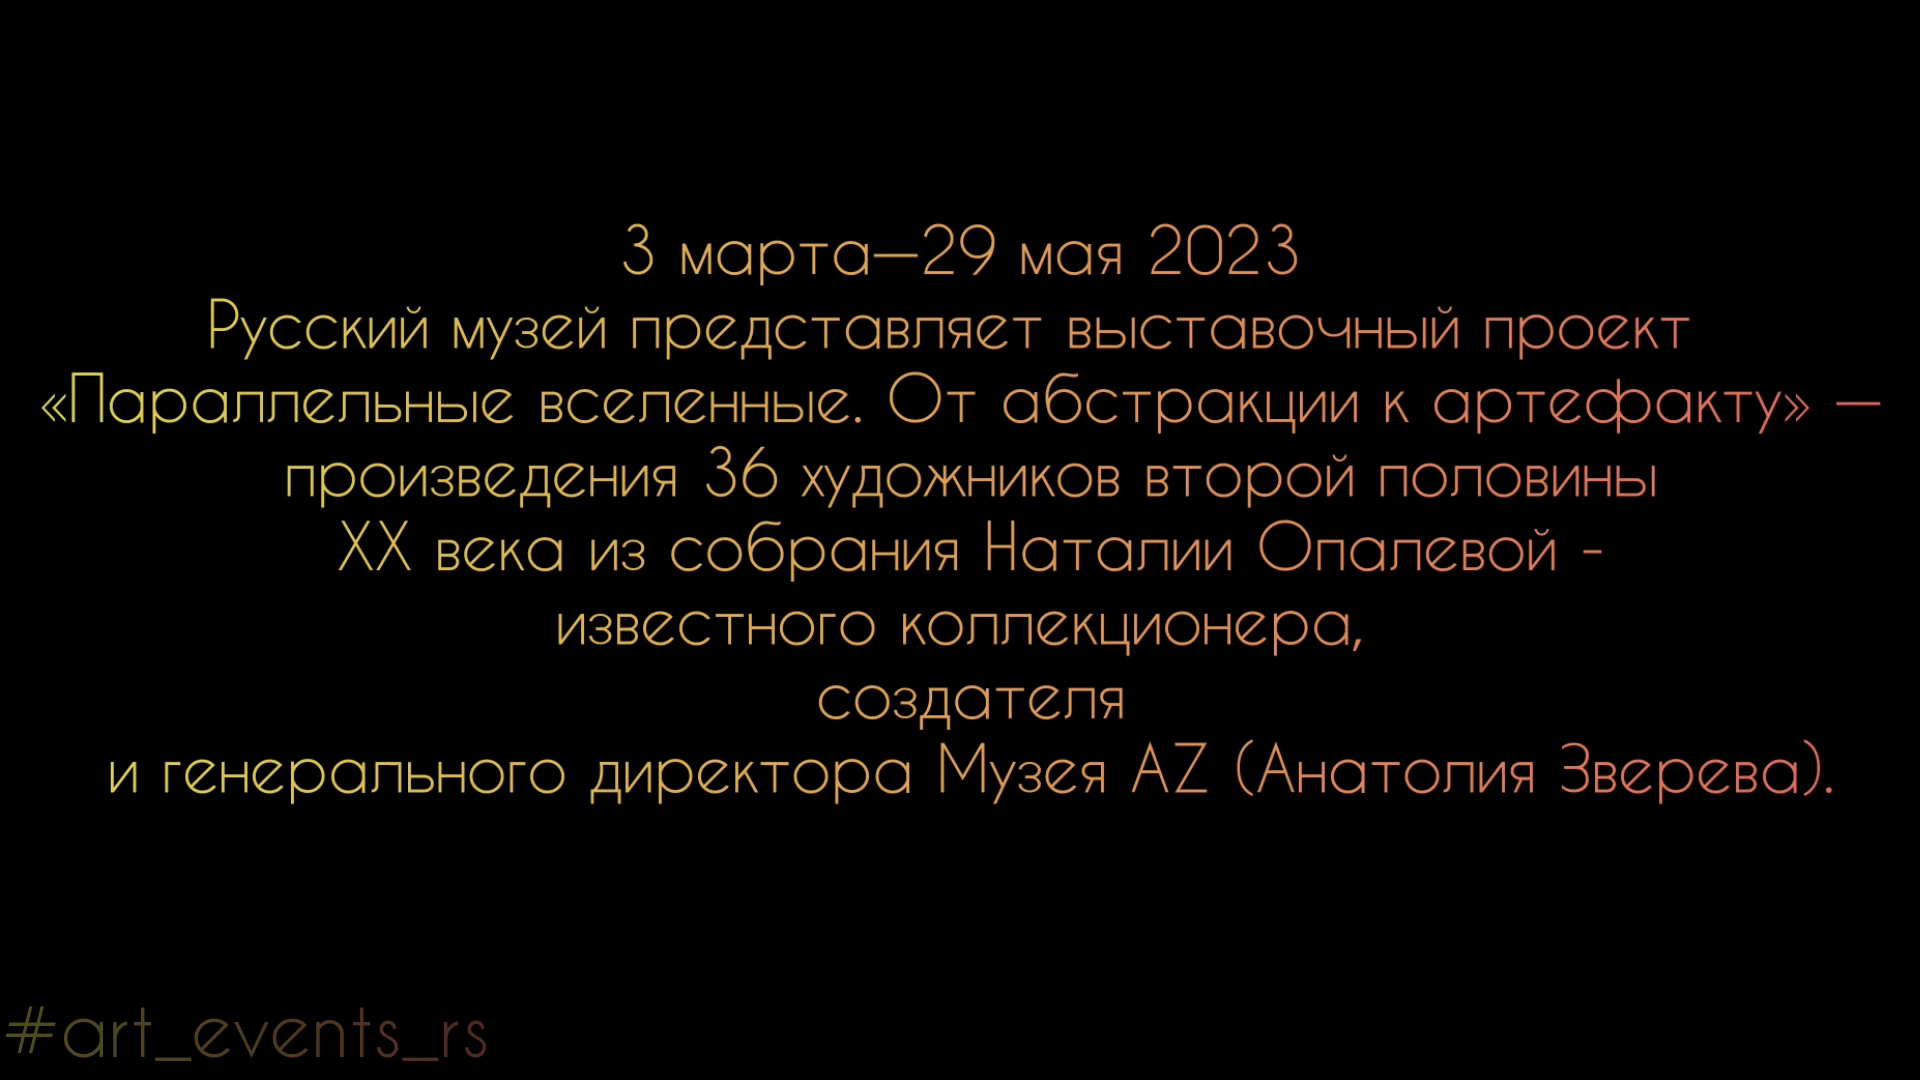 3 марта—29 мая 2023
Русский музей представляет выставочный проект
«Параллельные вселенные. От абстракции к артефакту» —
произведения 36 художников второй половины
XX века из собрания Наталии Опалевой -
известного коллекционера,
создателя
и генерального директора Музея AZ (Анатолия Зверева).
#art_events_rs